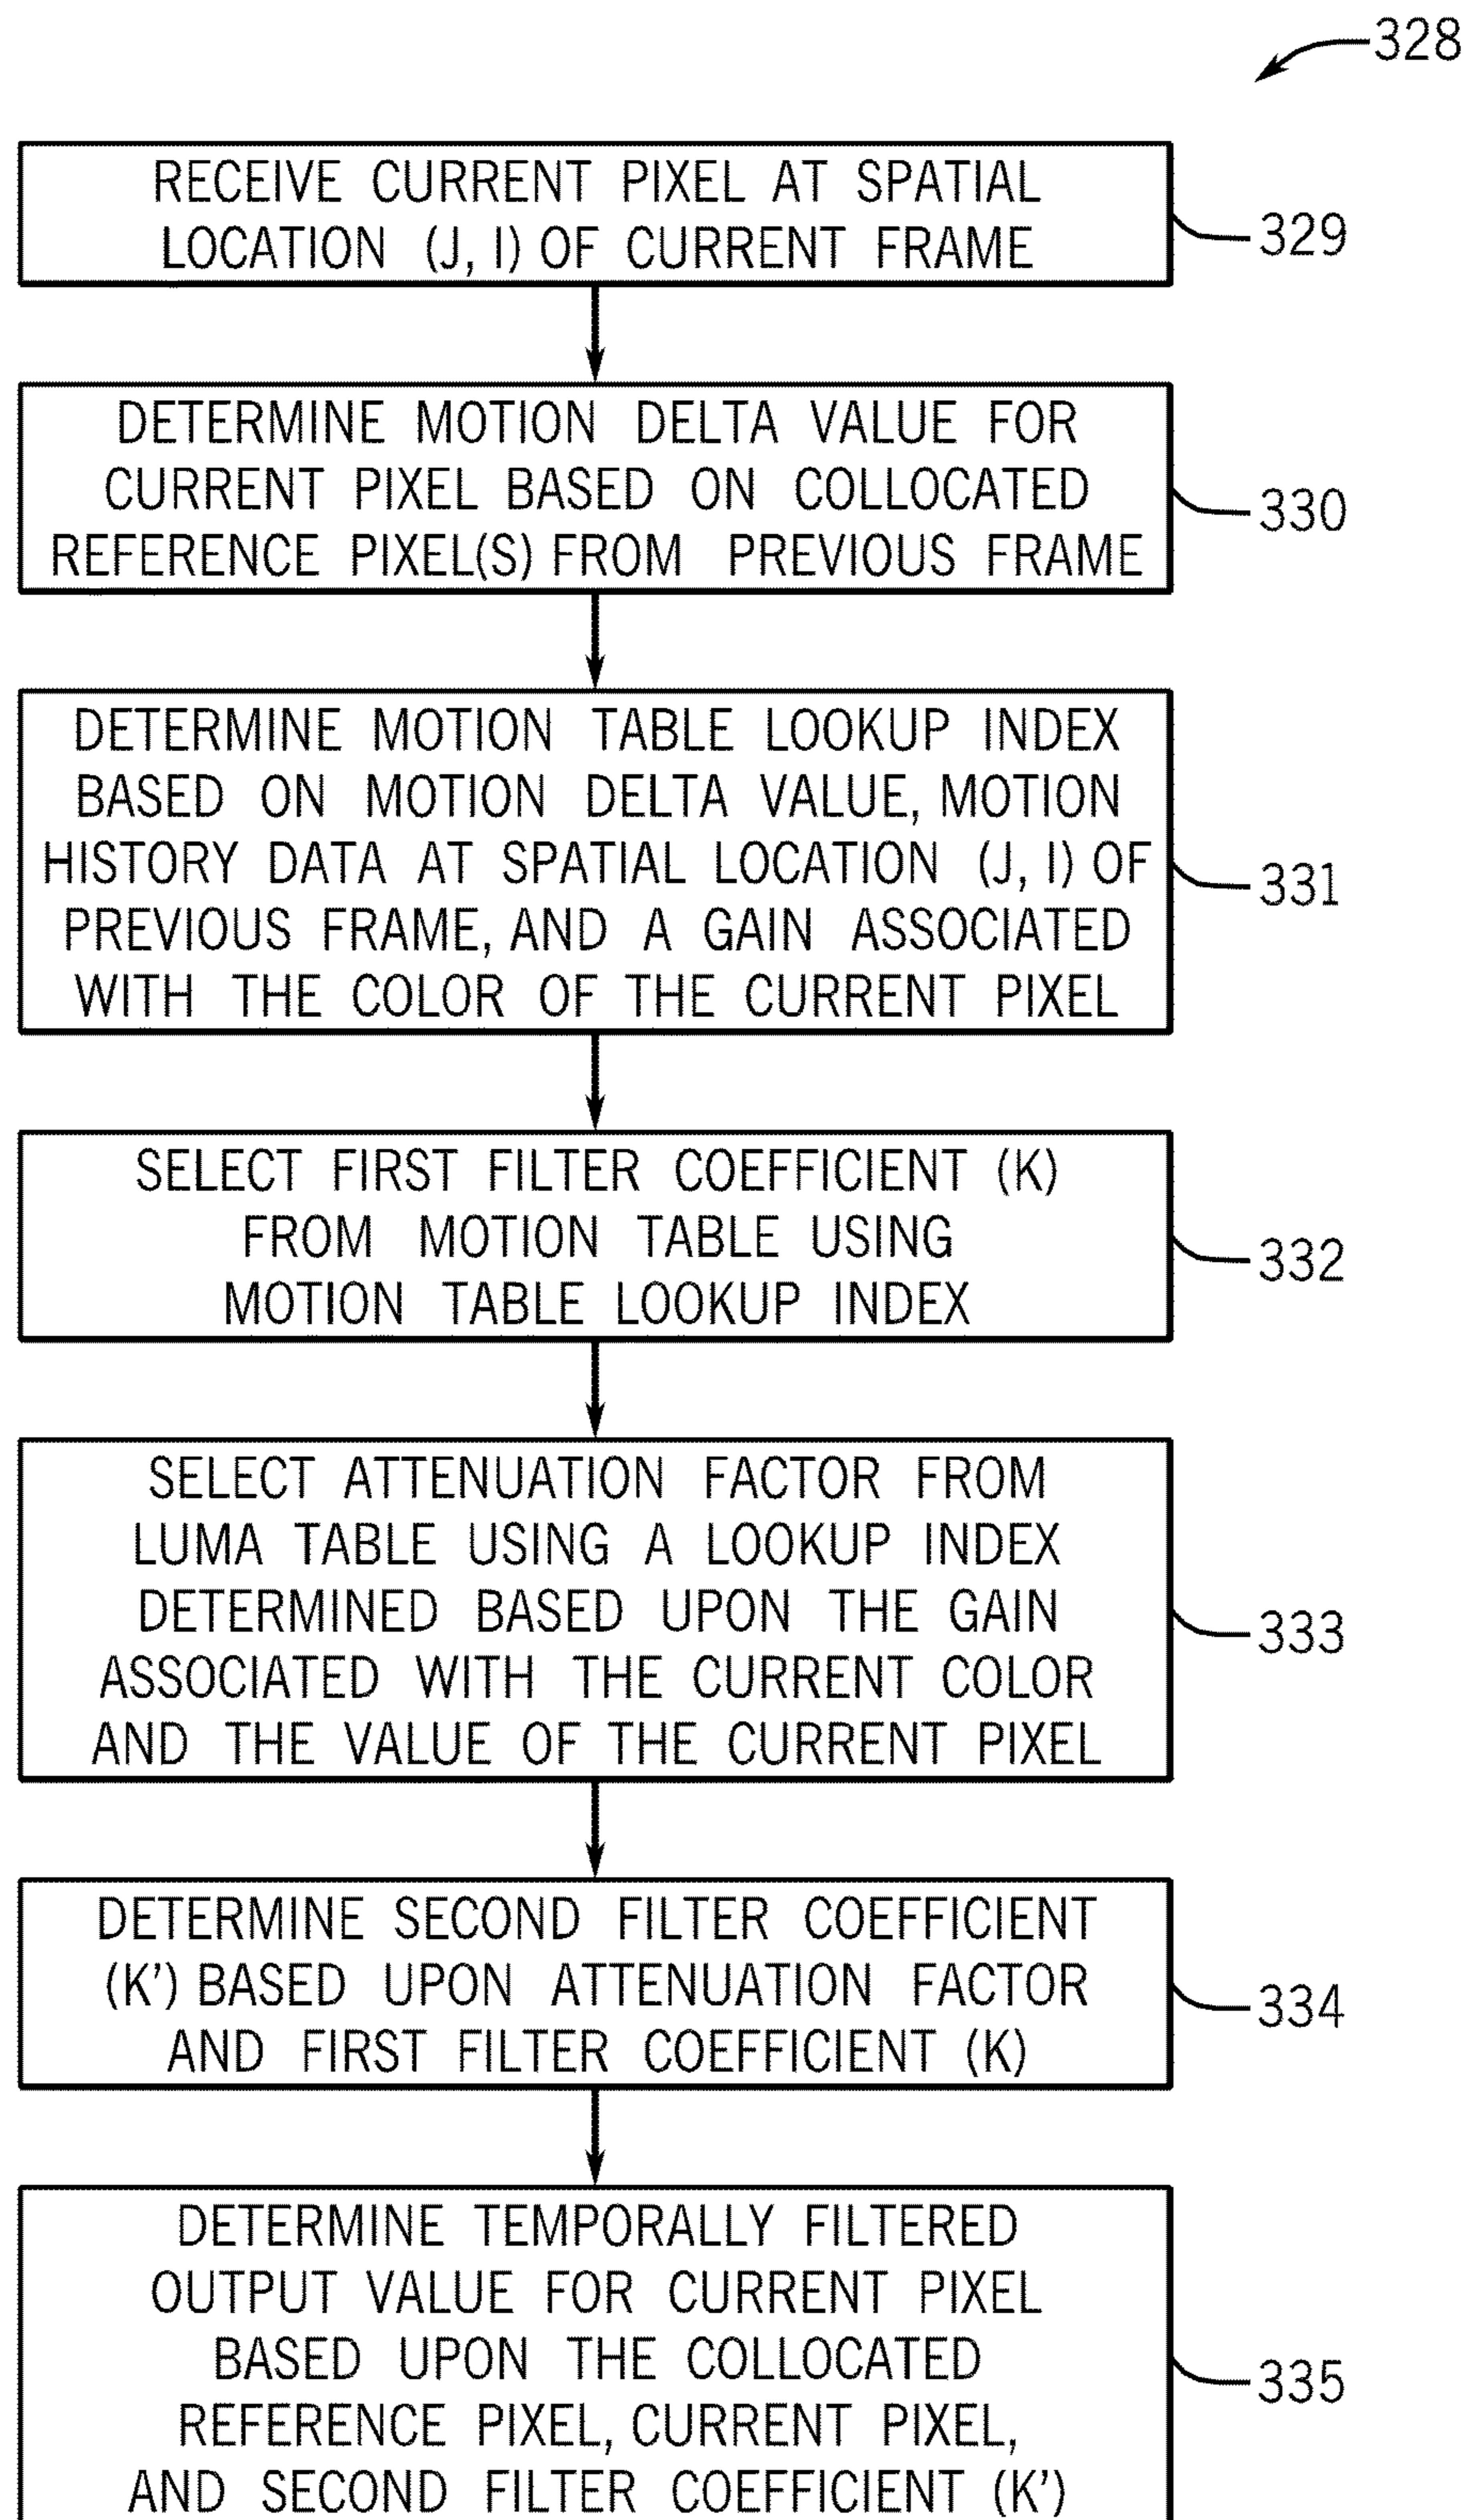 328
RECEIVE CURRENT PIXEL AT SPATIAL
LOCATION (J, I) OF CURRENT FRAME
329
DETERMINE MOTION DELTA VALUE FOR
CURRENT PIXEL BASED ON COLLOCATED
REFERENCE PIXEL(S) FROM PREVIOUS FRAME
330
DETERMINE MOTION TABLE LOOKUP INDEX
BASED ON MOTION DELTA VALUE, MOTION
HISTORY DATA AT SPATIAL LOCATION (J, I) OF
PREVIOUS FRAME, AND A GAIN ASSOCIATED
WITH THE COLOR OF THE CURRENT PIXEL
331
SELECT FIRST FILTER COEFFICIENT (K)
FROM MOTION TABLE USING
MOTION TABLE LOOKUP INDEX
332
SELECT ATTENUATION FACTOR FROM
LUMA TABLE USING A LOOKUP INDEX
DETERMINED BASED UPON THE GAIN
ASSOCIATED WITH THE CURRENT COLOR
AND THE VALUE OF THE CURRENT PIXEL
333
DETERMINE SECOND FILTER COEFFICIENT
(K') BASED UPON ATTENUATION FACTOR
AND FIRST FILTER COEFFICIENT (K)
334
DETERMINE TEMPORALLY FILTERED
OUTPUT VALUE FOR CURRENT PIXEL
BASED UPON THE COLLOCATED
REFERENCE PIXEL, CURRENT PIXEL,
AND SECOND FILTER COEFFICIENT (K')
335